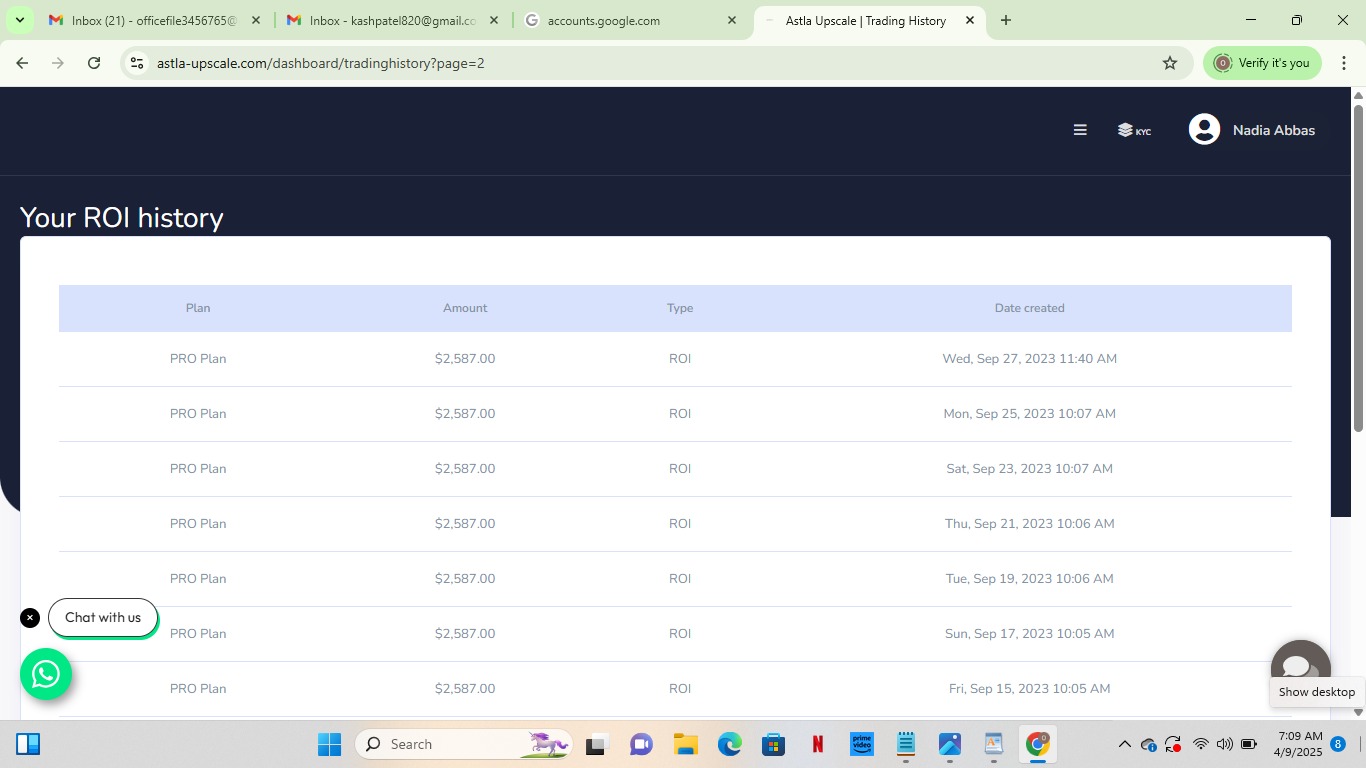 Inbox (21) - officefile3456765@
Inbox - kashpatel820@gmail.co
accounts.google.com
Astla Upscale | Trading History
astla-upscale.com/dashboard/tradinghistory?page=2
Verify it's you
KYC
Nadia Abbas
Your ROI history
Plan Amount Type Date created
PRO Plan $2,587.00 ROI Wed, Sep 27, 2023 11:40 AM
PRO Plan $2,587.00 ROI Mon, Sep 25, 2023 10:07 AM
PRO Plan $2,587.00 ROI Sat, Sep 23, 2023 10:07 AM
PRO Plan $2,587.00 ROI Thu, Sep 21, 2023 10:06 AM
PRO Plan $2,587.00 ROI Tue, Sep 19, 2023 10:06 AM
Chat with us
PRO Plan $2,587.00 ROI Sun, Sep 17, 2023 10:05 AM
PRO Plan $2,587.00 ROI Fri, Sep 15, 2023 10:05 AM
Show desktop
Search
prime video
7:09 AM
4/9/2025
8